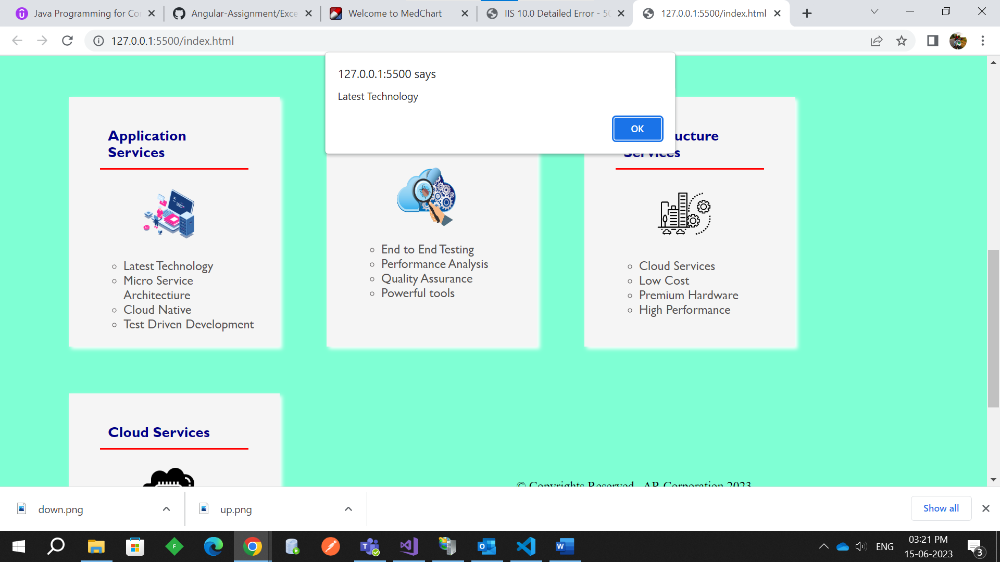 Java Programming for Co
Angular-Assignment/Exce
Welcome to MedChart
IIS 10.0 Detailed Error - 50
127.0.0.1:5500/index.html
127.0.0.1:5500/index.html
127.0.0.1:5500 says
Latest Technology
OK
Application
Services
Latest Technology
Micro Service
Architectiure
Cloud Native
Test Driven Development
End to End Testing
Performance Analysis
Quality Assurance
Powerful tools
ucture
Services
Cloud Services
Low Cost
Premium Hardware
High Performance
Cloud Services
© Copyrights Reserved AR Corporation 2023
down.png
up.png
Show all
ENG
03:21 PM
15-06-2023
3